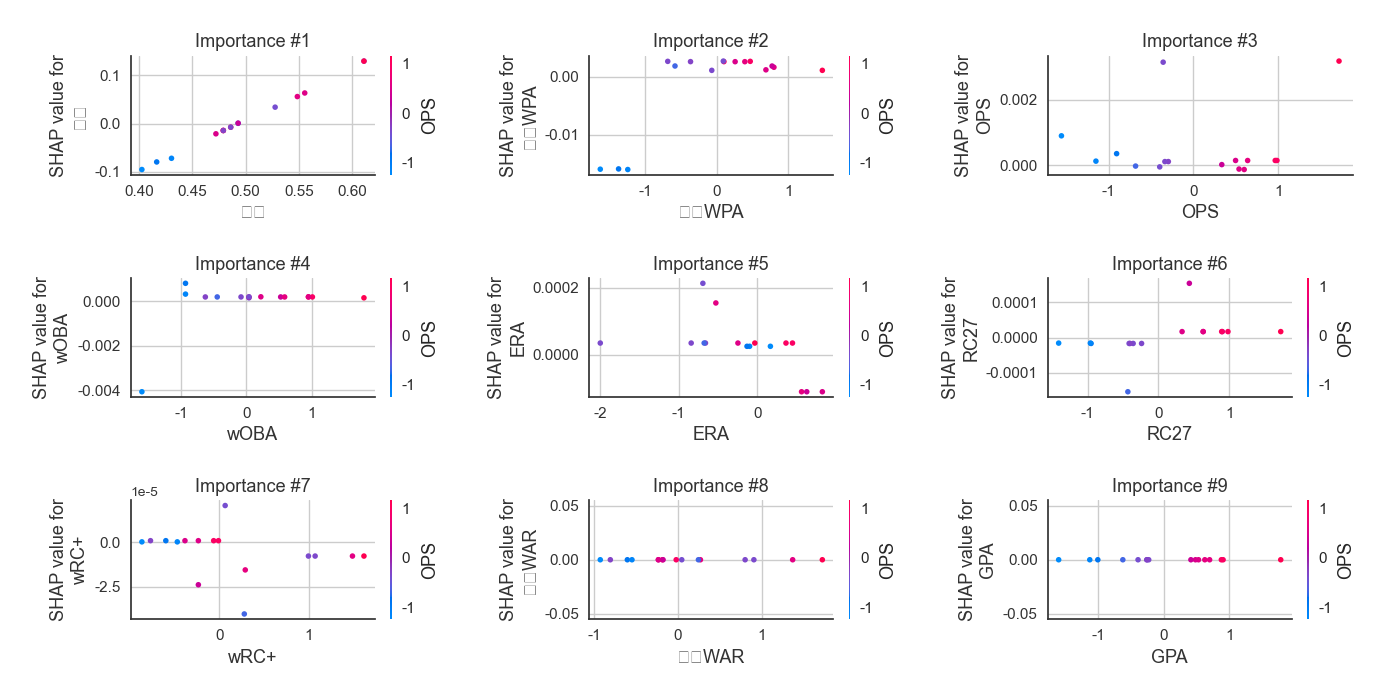 Importance #1
SHAP value for
0.1
0.0
-0.1
0.40
0.45
0.50
0.55
0.60
1
0
-1
OPS
Importance #2
SHAP value for
WPA
0.00
-0.01
-1
0
1
WPA
1
0
-1
OPS
Importance #3
SHAP value for
OPS
0.002
0.000
-1
0
1
OPS
Importance #4
SHAP value for
wOBA
0.000
-0.002
-0.004
-1
0
1
wOBA
1
0
-1
OPS
Importance #5
SHAP value for
ERA
0.0002
0.0000
-2
-1
0
ERA
1
0
-1
OPS
Importance #6
SHAP value for
RC27
0.0001
0.0000
-0.0001
-1
0
1
RC27
1
0
-1
OPS
Importance #7
1e-5
SHAP value for
wRC+
0.0
-2.5
0
1
wRC+
1
0
-1
OPS
Importance #8
SHAP value for
WAR
0.05
0.00
-0.05
-1
0
1
WAR
1
0
-1
OPS
Importance #9
SHAP value for
GPA
0.05
0.00
-0.05
-1
0
1
GPA
1
0
-1
OPS